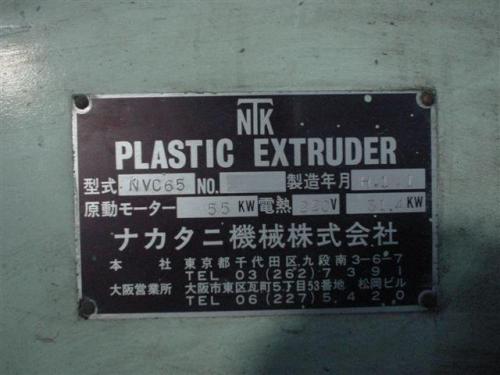 NTK
PLASTIC EXTRUDER
型式 NVC65 NO. 製造年月 H.1.
原動モーター 55 KW 電熱 220V 31.4 KW
ナカタニ機械株式会社
本社 東京都千代田区九段南3-6-7
TEL 03(262)7391
大阪営業所 大阪市東区瓦町5丁目53番地 松岡ビル
TEL 06(227)5420